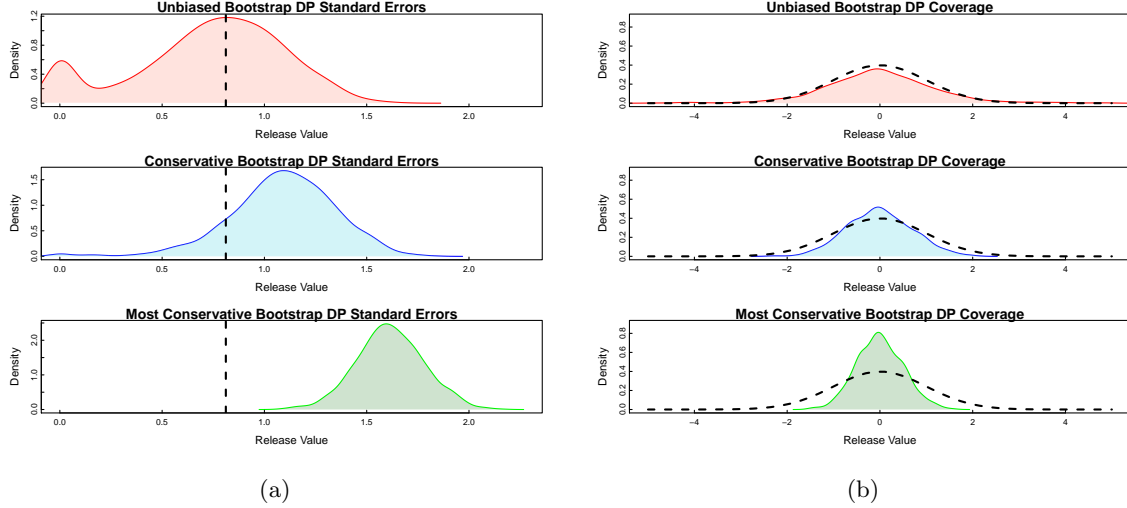 Unbiased Bootstrap DP Standard Errors
Density
0.0 0.4 0.8 1.2
0.0 0.5 1.0 1.5 2.0
Release Value
Conservative Bootstrap DP Standard Errors
Density
0.0 0.5 1.0 1.5
0.0 0.5 1.0 1.5 2.0
Release Value
Most Conservative Bootstrap DP Standard Errors
Density
0.0 1.0 2.0
0.0 0.5 1.0 1.5 2.0
Release Value
(a)
Unbiased Bootstrap DP Coverage
Density
0.0 0.2 0.4 0.6 0.8
−4 −2 0 2 4
Release Value
Conservative Bootstrap DP Coverage
Density
0.0 0.2 0.4 0.6 0.8
−4 −2 0 2 4
Release Value
Most Conservative Bootstrap DP Coverage
Density
0.0 0.2 0.4 0.6 0.8
−4 −2 0 2 4
Release Value
(b)